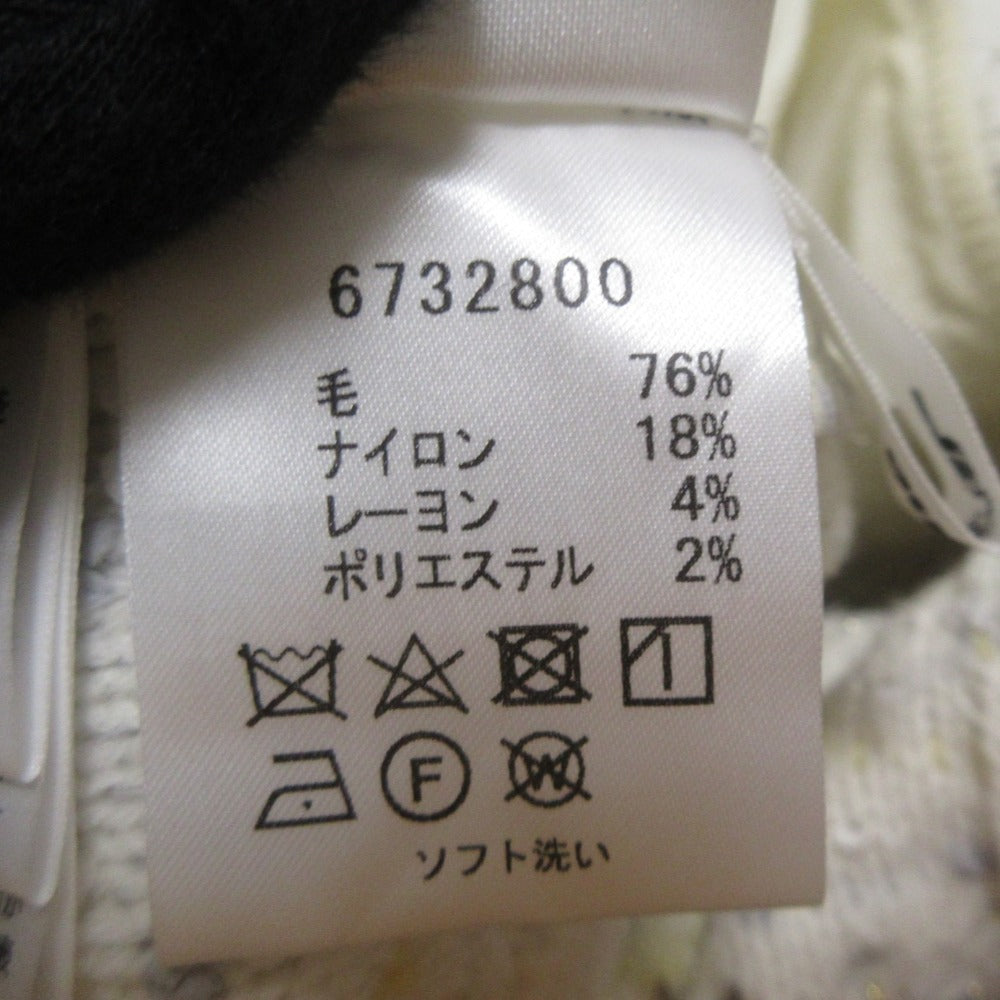 6732800
毛 76%
ナイロン 18%
レーヨン 4%
ポリエステル 2%
F W
ソフト洗い